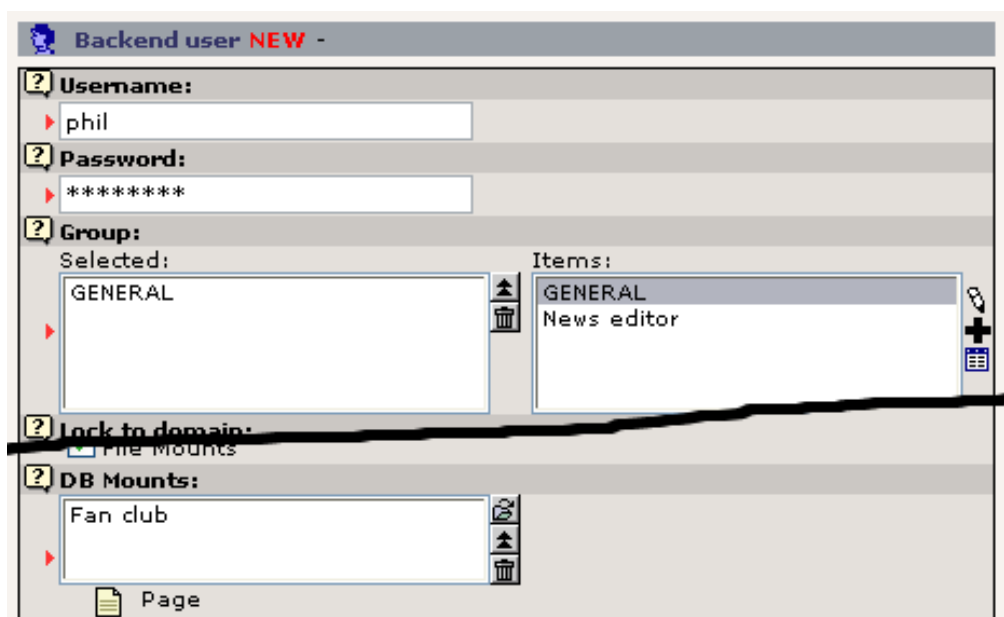 Backend user NEW -
Username:
phil
Password:
********
Group:
Selected: Items:
GENERAL GENERAL
News editor
Lock to domain:
File Mounts
DB Mounts:
Fan club
Page